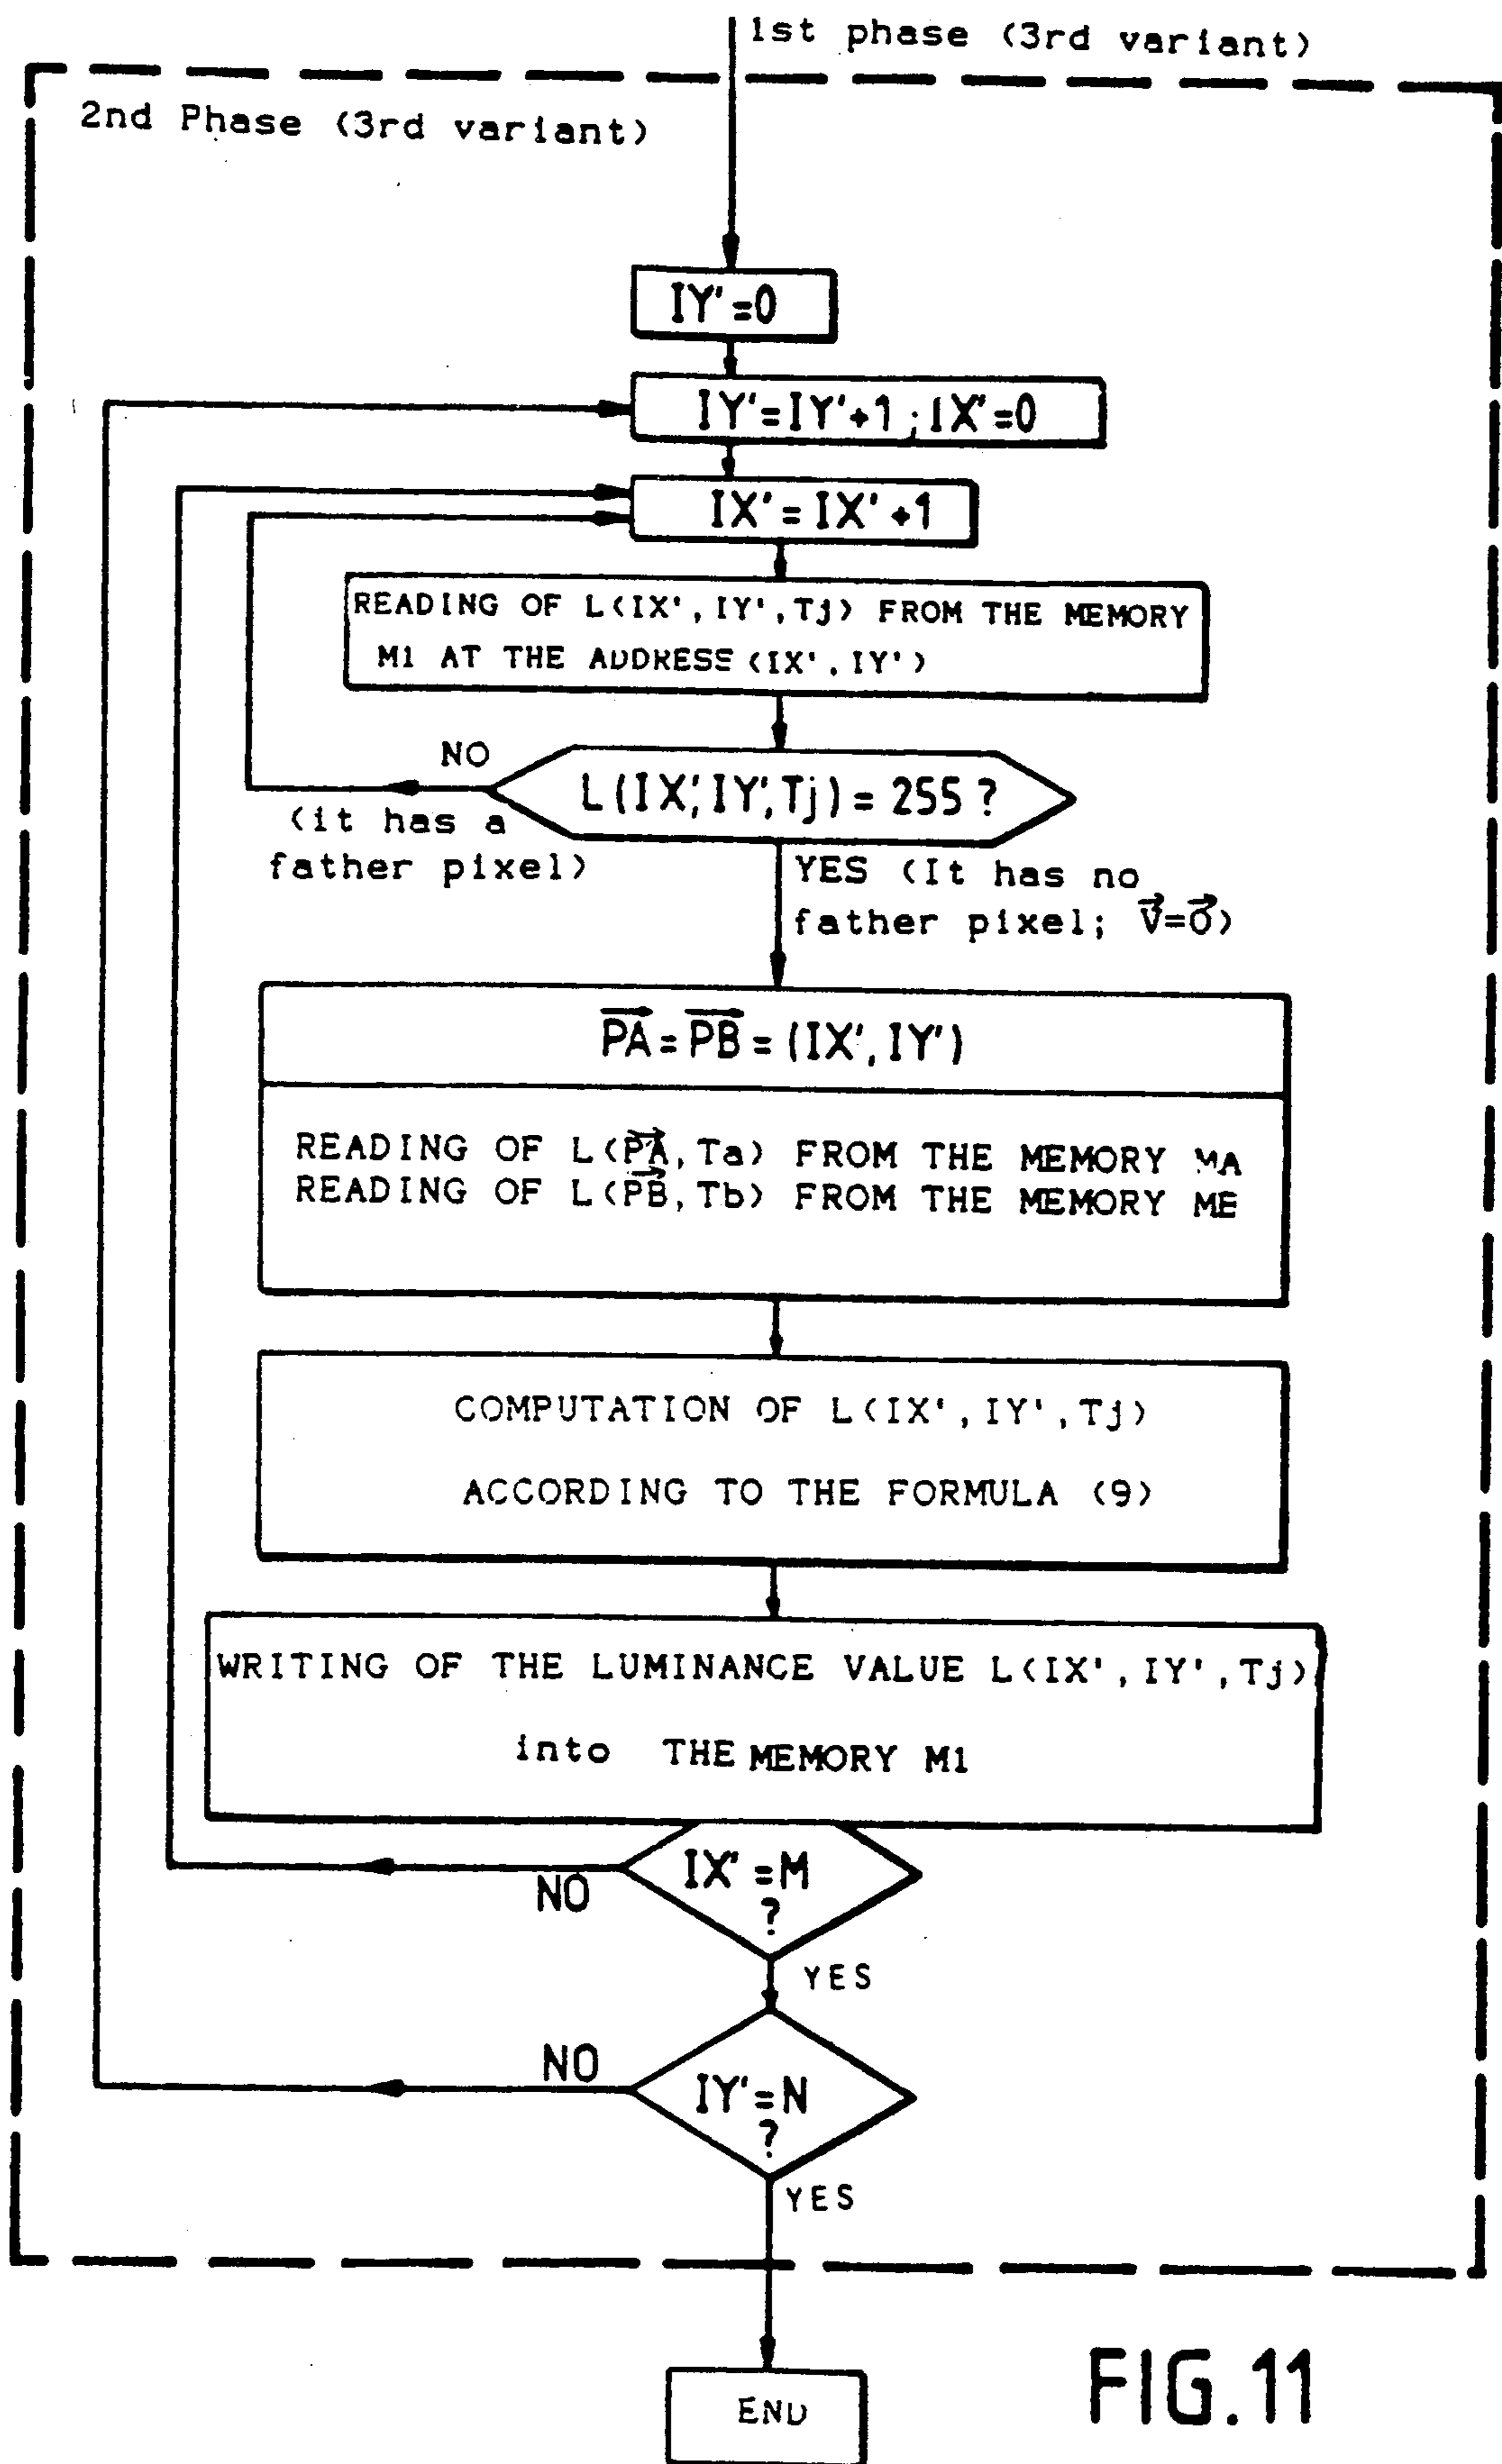 1st phase (3rd variant)
2nd Phase (3rd variant)
IY'=0
IY'=IY'+1 ; IX'=0
IX'=IX'+1
READING OF L(IX',IY',Tj) FROM THE MEMORY
M1 AT THE ADDRESS (IX',IY')
NO
L(IX',IY',Tj)=255 ?
(it has a
father pixel)
YES (It has no
father pixel; V⃗=O⃗)
PA⃗=PB⃗=(IX',IY')
READING OF L(PA⃗,Ta) FROM THE MEMORY MA
READING OF L(PB⃗,Tb) FROM THE MEMORY ME
COMPUTATION OF L(IX',IY',Tj)
ACCORDING TO THE FORMULA (9)
WRITING OF THE LUMINANCE VALUE L(IX',IY',Tj)
into THE MEMORY M1
IX'=M
?
NO
YES
NO
IY'=N
?
YES
END
FIG.11